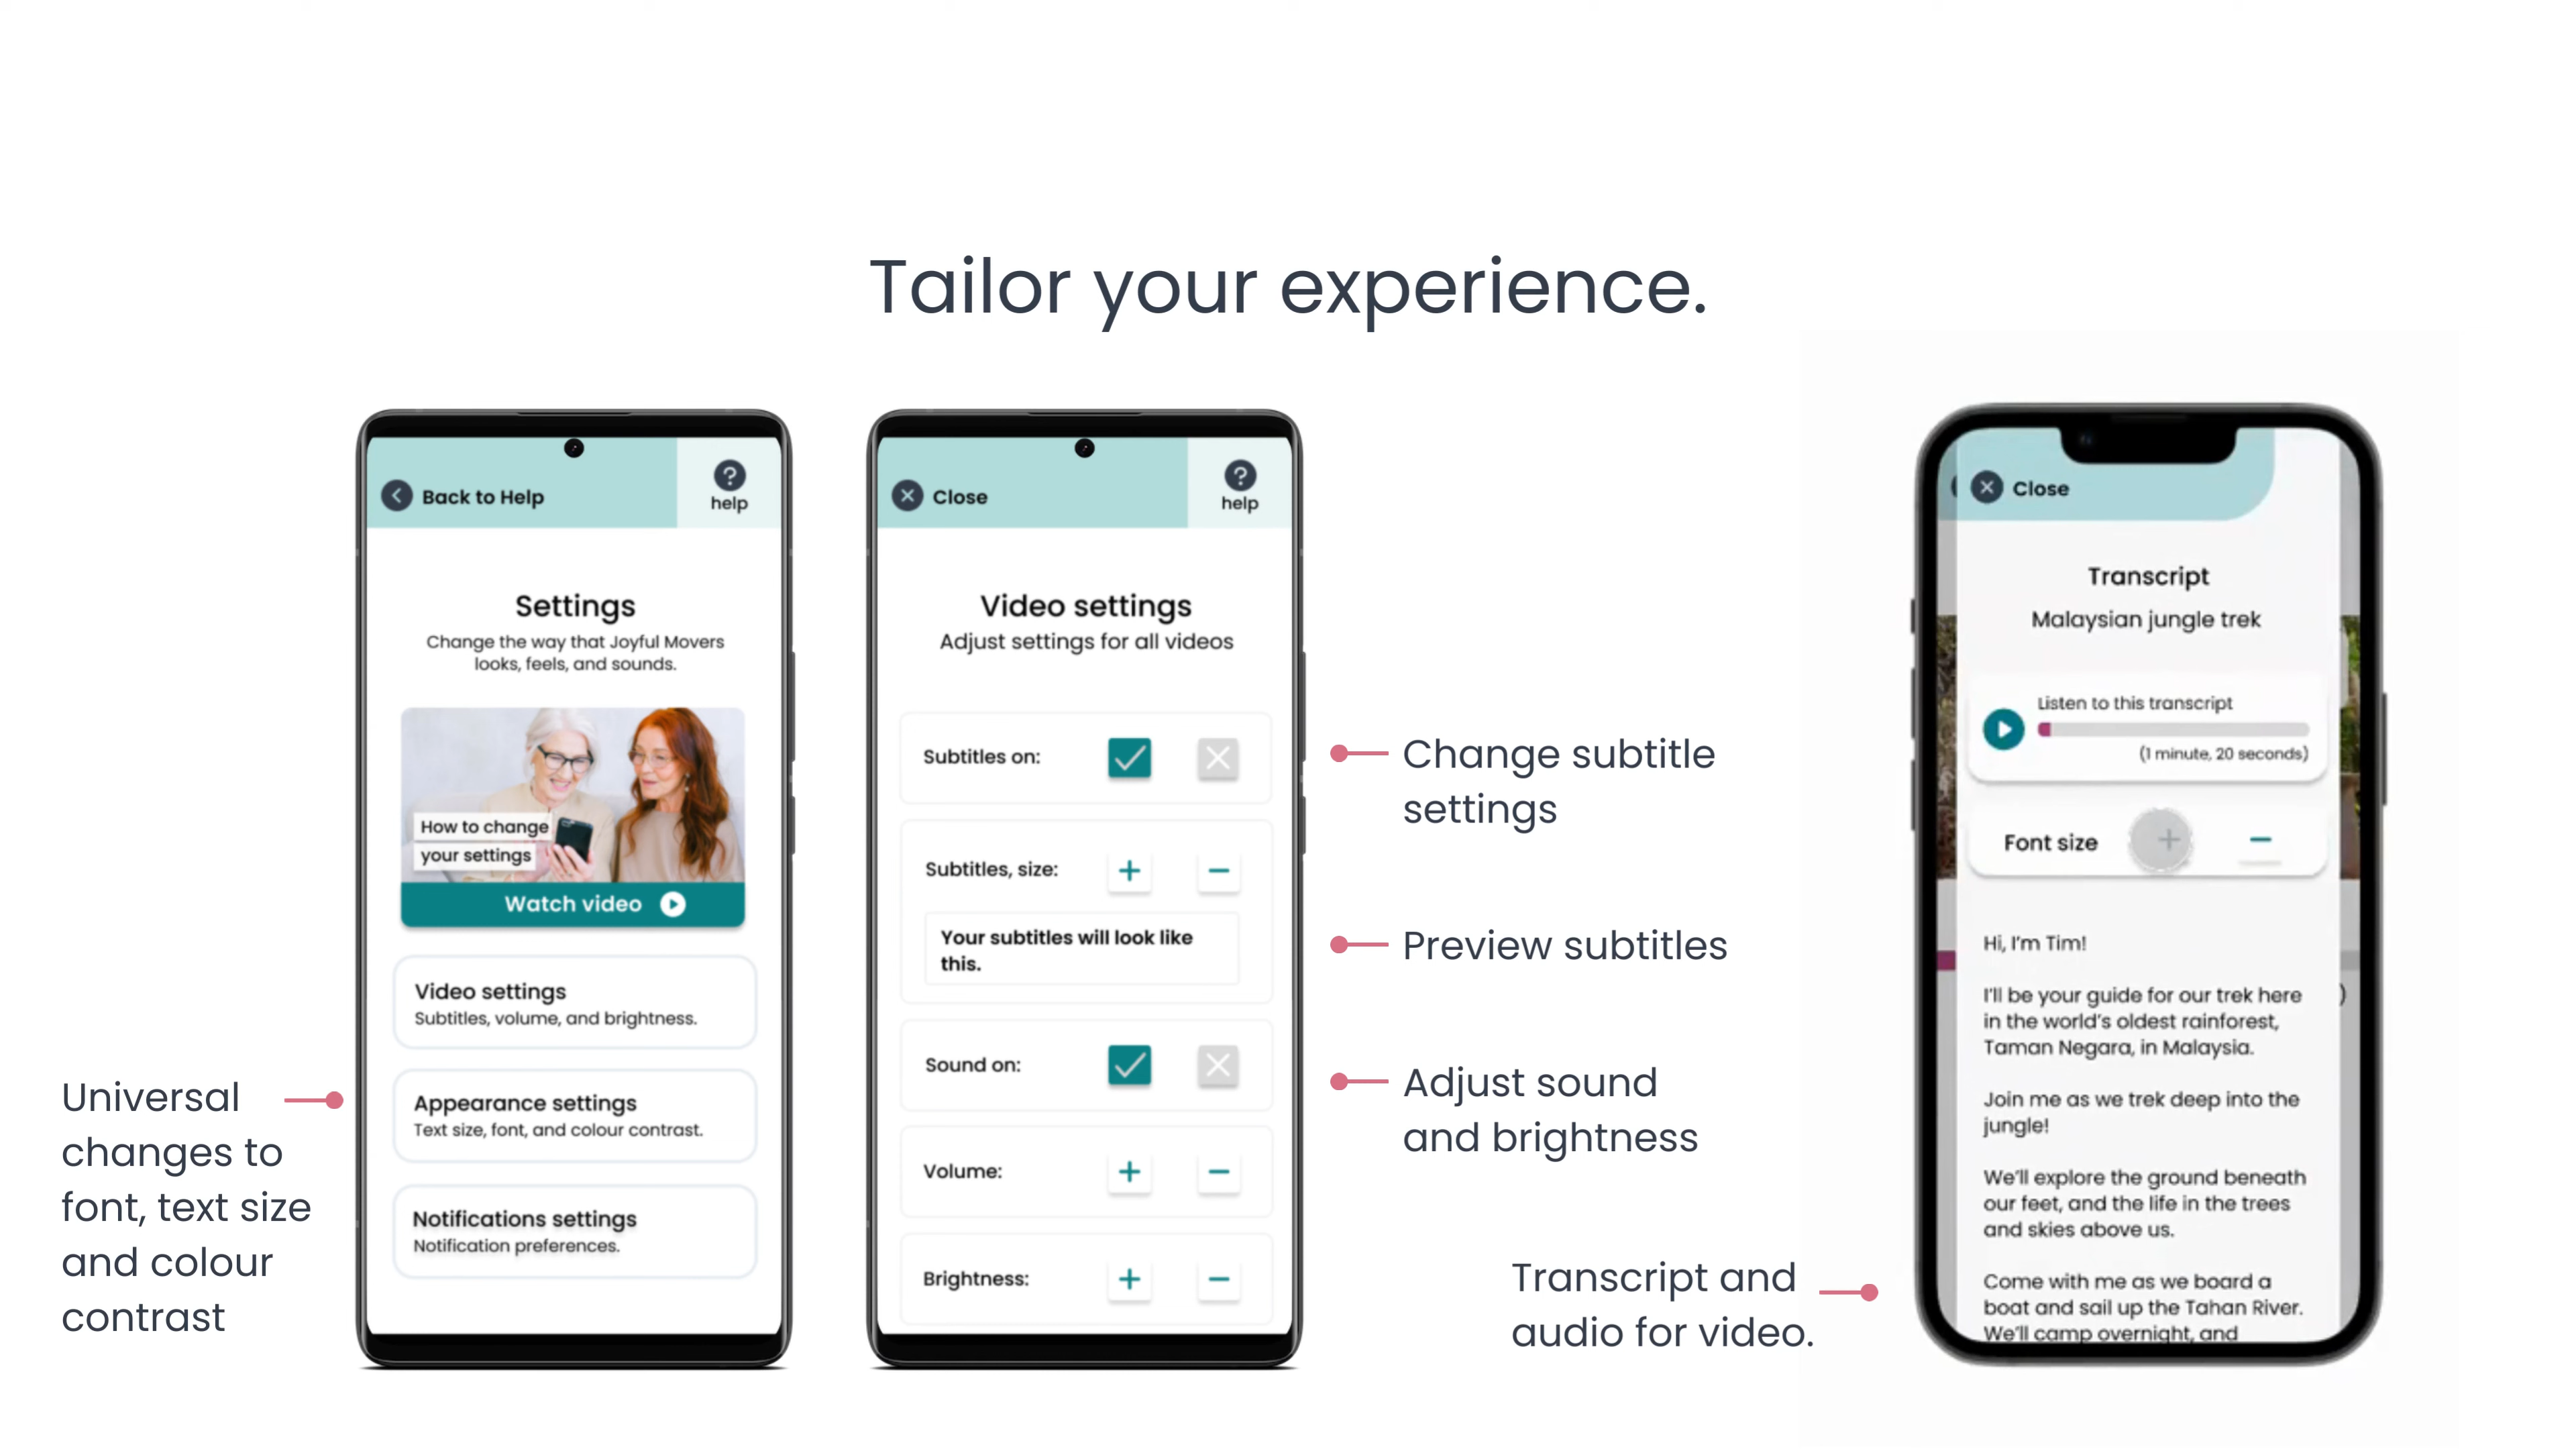 Tailor your experience.
Back to Help
?
help
Settings
Change the way that Joyful Movers
looks, feels, and sounds.
How to change
your settings
Watch video
Video settings
Subtitles, volume, and brightness.
Appearance settings
Text size, font, and colour contrast.
Notifications settings
Notification preferences.
Universal
changes to
font, text size
and colour
contrast
Close
?
help
Video settings
Adjust settings for all videos
Subtitles on:
Subtitles, size:
Your subtitles will look like
this.
Sound on:
Volume:
Brightness:
Change subtitle
settings
Preview subtitles
Adjust sound
and brightness
Transcript and
audio for video.
Close
Transcript
Malaysian jungle trek
Listen to this transcript
(1 minute, 20 seconds)
Font size
Hi, I'm Tim!
I'll be your guide for our trek here
in the world's oldest rainforest,
Taman Negara, in Malaysia.
Join me as we trek deep into the
jungle!
We'll explore the ground beneath
our feet, and the life in the trees
and skies above us.
Come with me as we board a
boat and sail up the Tahan River.
We'll camp overnight, and